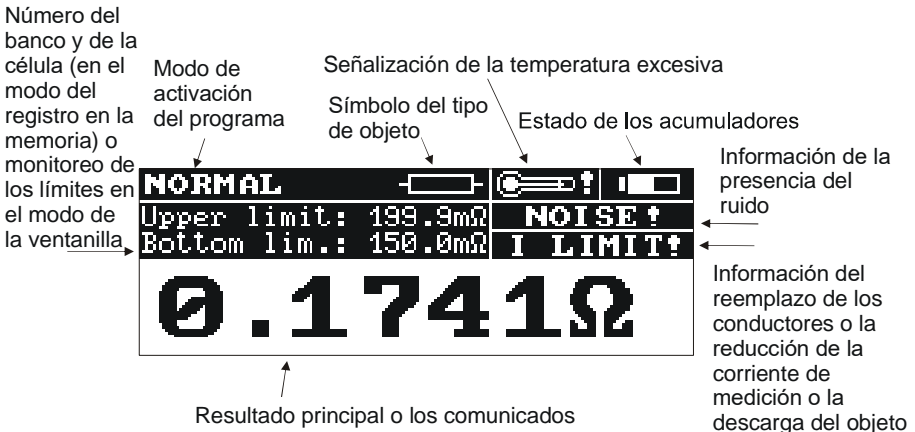 Número del
banco y de la
célula (en el
modo del
registro en la
memoria) o
monitoreo de
los límites en
el modo de
la ventanilla
Modo de
activación
del programa
Señalización de la temperatura excesiva
Símbolo del tipo
de objeto
Estado de los acumuladores
Información de la
presencia del
ruido
NORMAL
Upper limit: 199.9mΩ
NOISE!
Bottom lim.: 150.0mΩ
I LIMIT!
0.1741Ω
Información del
reemplazo de los
conductores o la
reducción de la
corriente de
medición o la
descarga del objeto
Resultado principal o los comunicados